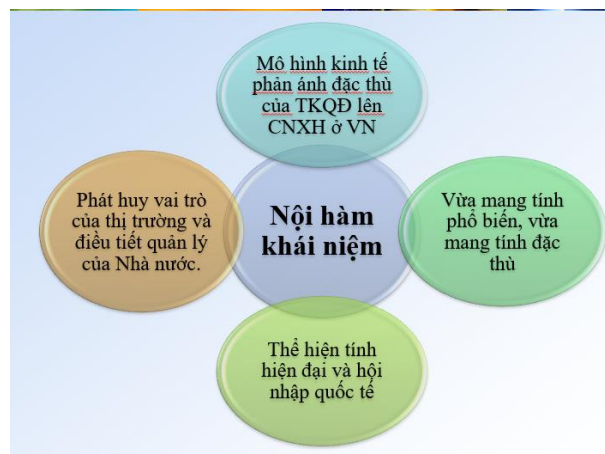 Mô hình kinh tế
phản ánh đặc thù
của TKQĐ lên
CNXH ở VN
Phát huy vai trò
của thị trường và
điều tiết quản lý
của Nhà nước.
Nội hàm
khái niệm
Vừa mang tính
phổ biến, vừa
mang tính đặc
thù
Thể hiện tính
hiện đại và hội
nhập quốc tế